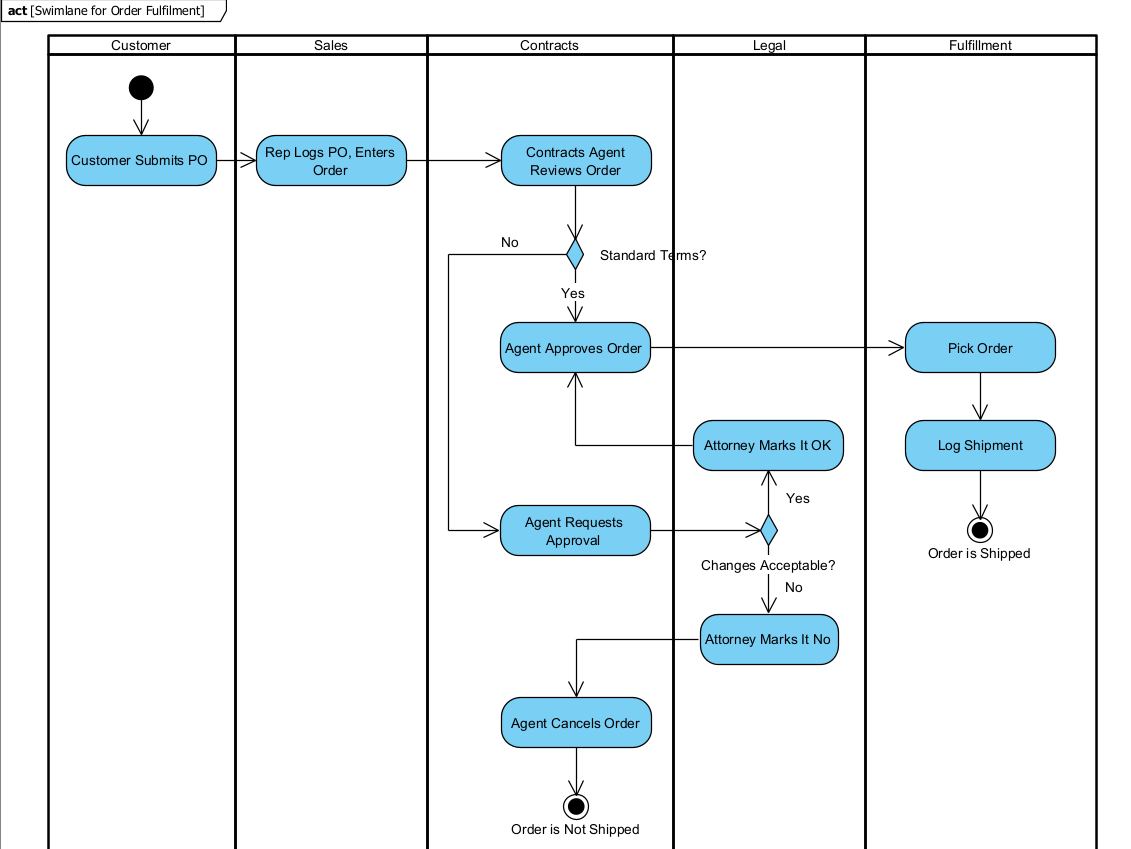 act [Swimlane for Order Fulfilment]
Customer
Sales
Contracts
Legal
Fulfillment
Customer Submits PO
Rep Logs PO, Enters
Order
Contracts Agent
Reviews Order
No
Standard Terms?
Yes
Agent Approves Order
Pick Order
Attorney Marks It OK
Log Shipment
Yes
Agent Requests
Approval
Order is Shipped
Changes Acceptable?
No
Attorney Marks It No
Agent Cancels Order
Order is Not Shipped